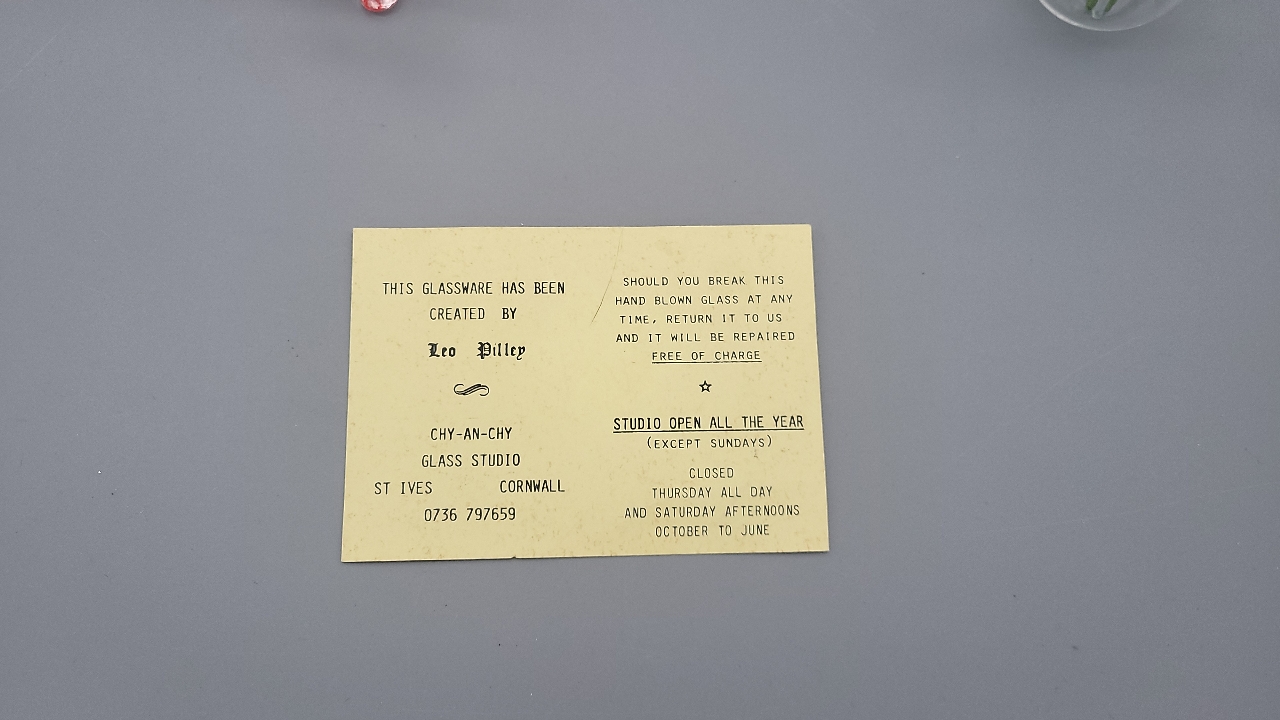 THIS GLASSWARE HAS BEEN
CREATED BY
Leo Pilley
CHY-AN-CHY
GLASS STUDIO
ST IVES CORNWALL
0736 797659
SHOULD YOU BREAK THIS
HAND BLOWN GLASS AT ANY
TIME, RETURN IT TO US
AND IT WILL BE REPAIRED
FREE OF CHARGE
STUDIO OPEN ALL THE YEAR
(EXCEPT SUNDAYS)
CLOSED
THURSDAY ALL DAY
AND SATURDAY AFTERNOONS
OCTOBER TO JUNE